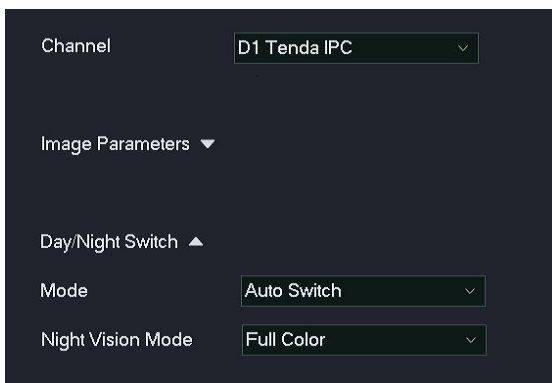 Channel D1 Tenda IPC
Image Parameters
Day/Night Switch
Mode Auto Switch
Night Vision Mode Full Color